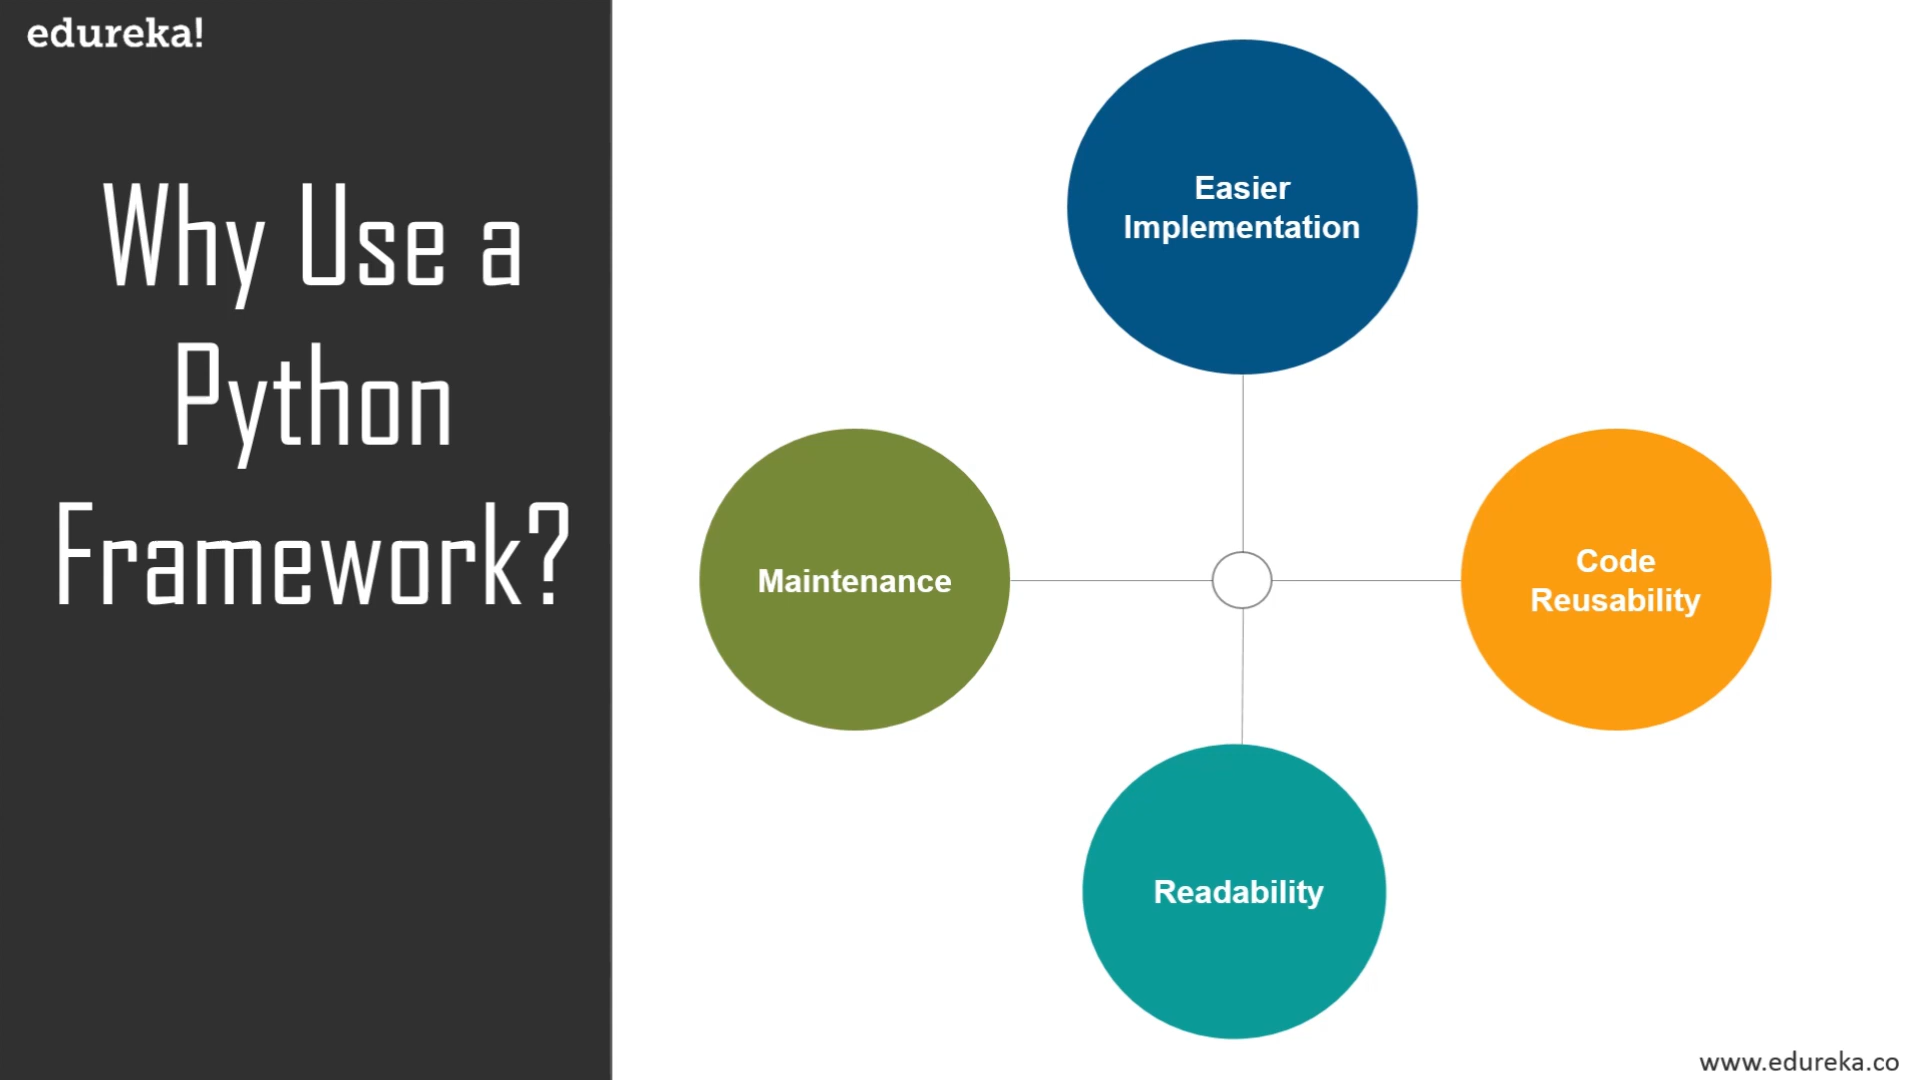 edureka!
Why Use a
Python
Framework?
Easier
Implementation
Maintenance
Code
Reusability
Readability
www.edureka.co